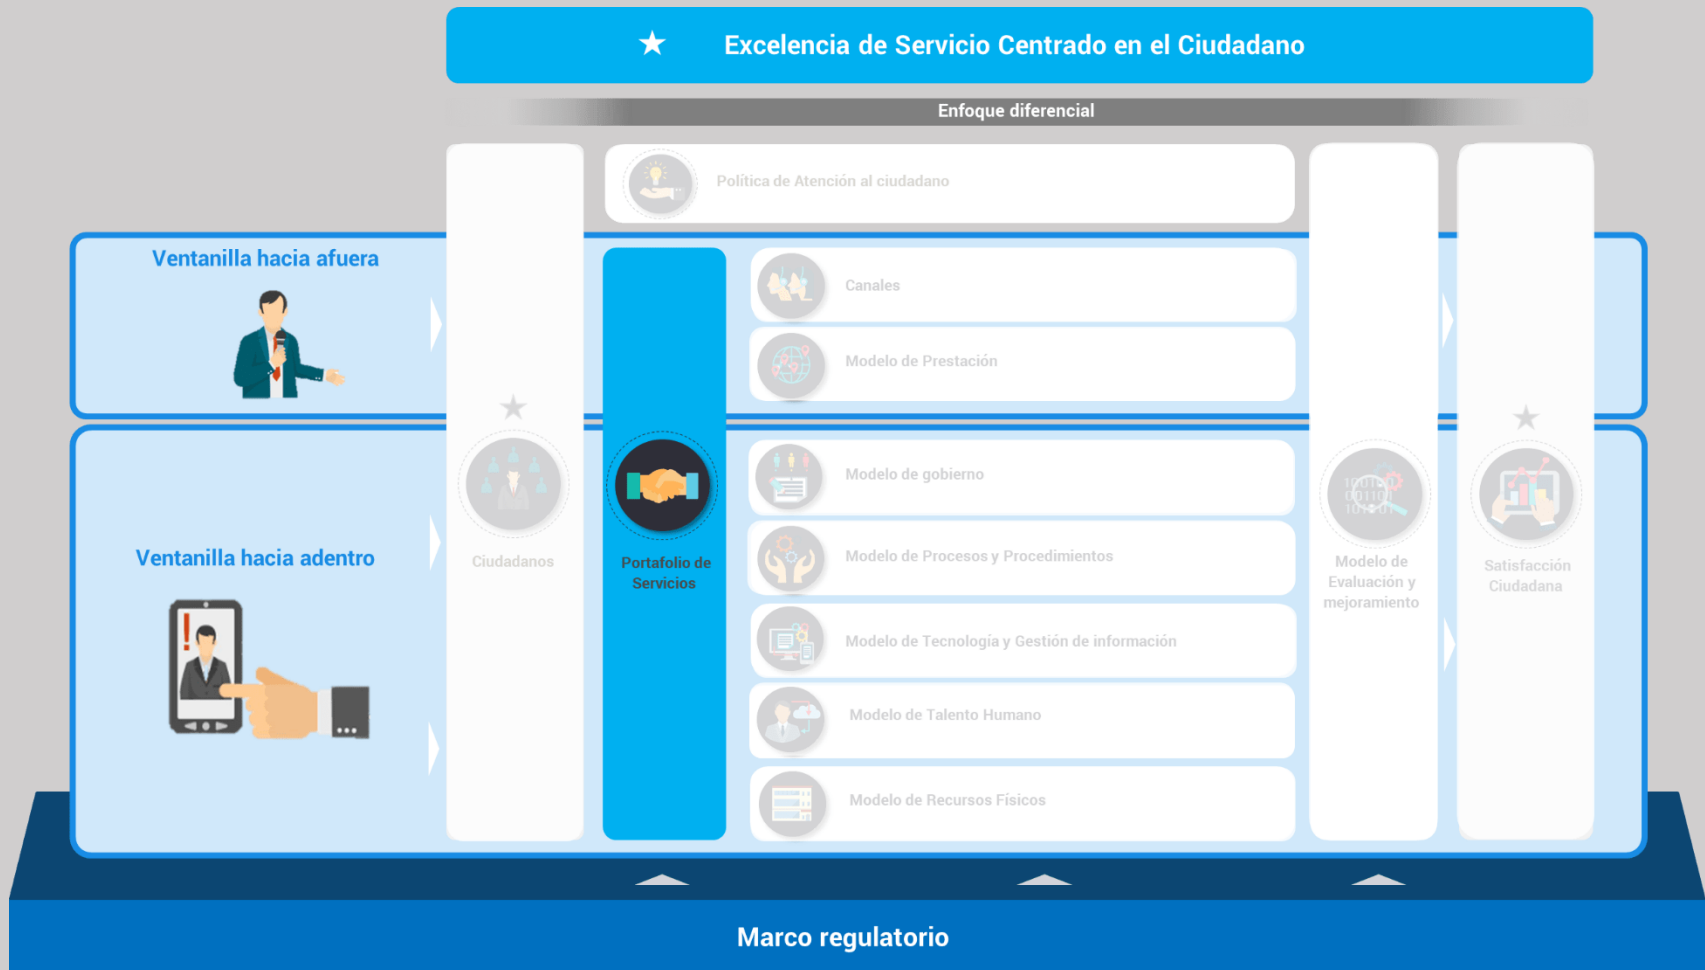 Excelencia de Servicio Centrado en el Ciudadano
Enfoque diferencial
Política de Atención al ciudadano
Ventanilla hacia afuera
Canales
Modelo de Prestación
Ventanilla hacia adentro
Ciudadanos
Portafolio de
Servicios
Modelo de gobierno
Modelo de Procesos y Procedimientos
Modelo de Tecnología y Gestión de información
Modelo de Talento Humano
Modelo de Recursos Físicos
Modelo de
Evaluación y
mejoramiento
Satisfacción
Ciudadana
Marco regulatorio